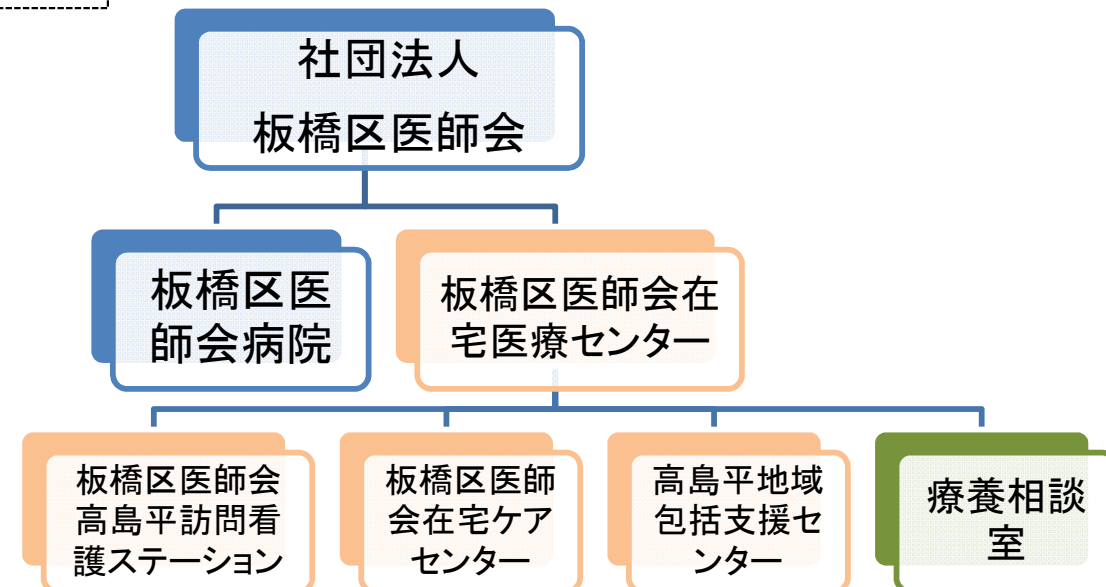 社団法人
板橋区医師会
板橋区医
師会病院
板橋区医師会在
宅医療センター
板橋区医師会
高島平訪問看
護ステーション
板橋区医師
会在宅ケア
センター
高島平地域
包括支援セ
ンター
療養相談
室